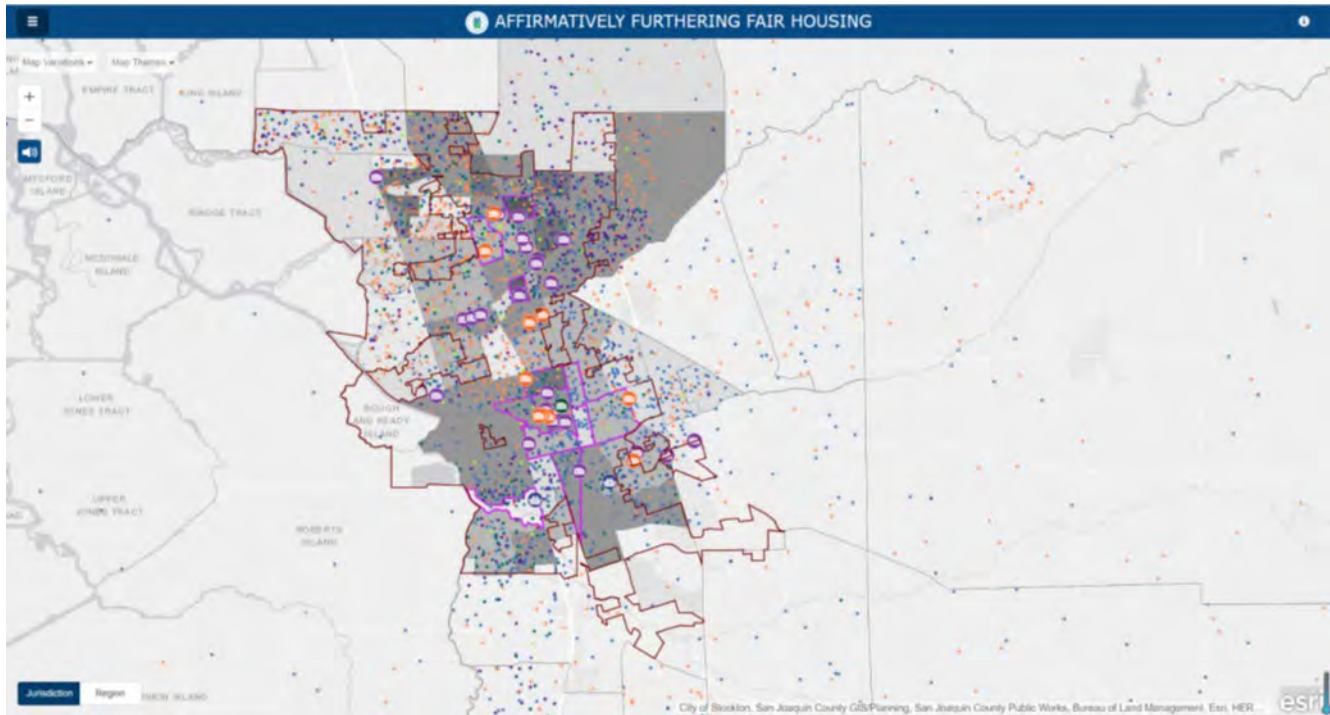 AFFIRMATIVELY FURTHERING FAIR HOUSING
Map Variations
Map Themes
EMPIRE TRACT
KING ISLAND
MEDFORD
ISLAND
RINDGE TRACT
MCDONALD
ISLAND
LOWER
JONES TRACT
ROUGH
AND READY
ISLAND
UPPER
JONES TRACT
ROBERTS
ISLAND
Jurisdiction
Region
City of Stockton, San Joaquin County GIS/Planning, San Joaquin County Public Works, Bureau of Land Management, Esri, HER...
esri